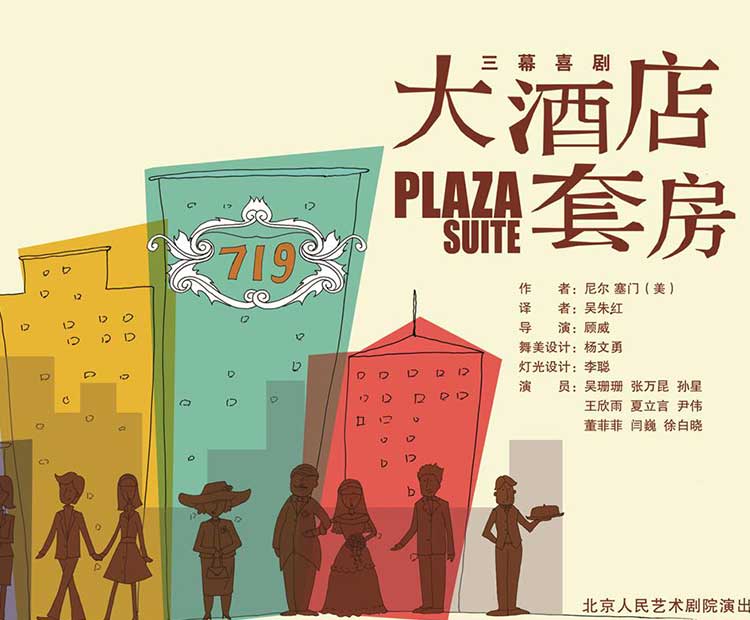 三幕喜剧
大酒店
PLAZA
SUITE
套房
719
作 者：尼尔 塞门（美）
译 者：吴朱红
导 演：顾威
舞美设计：杨文勇
灯光设计：李聪
演 员：吴珊珊 张万昆 孙星
王欣雨 夏立言 尹伟
董菲菲 闫巍 徐白晓
北京人民艺术剧院演出